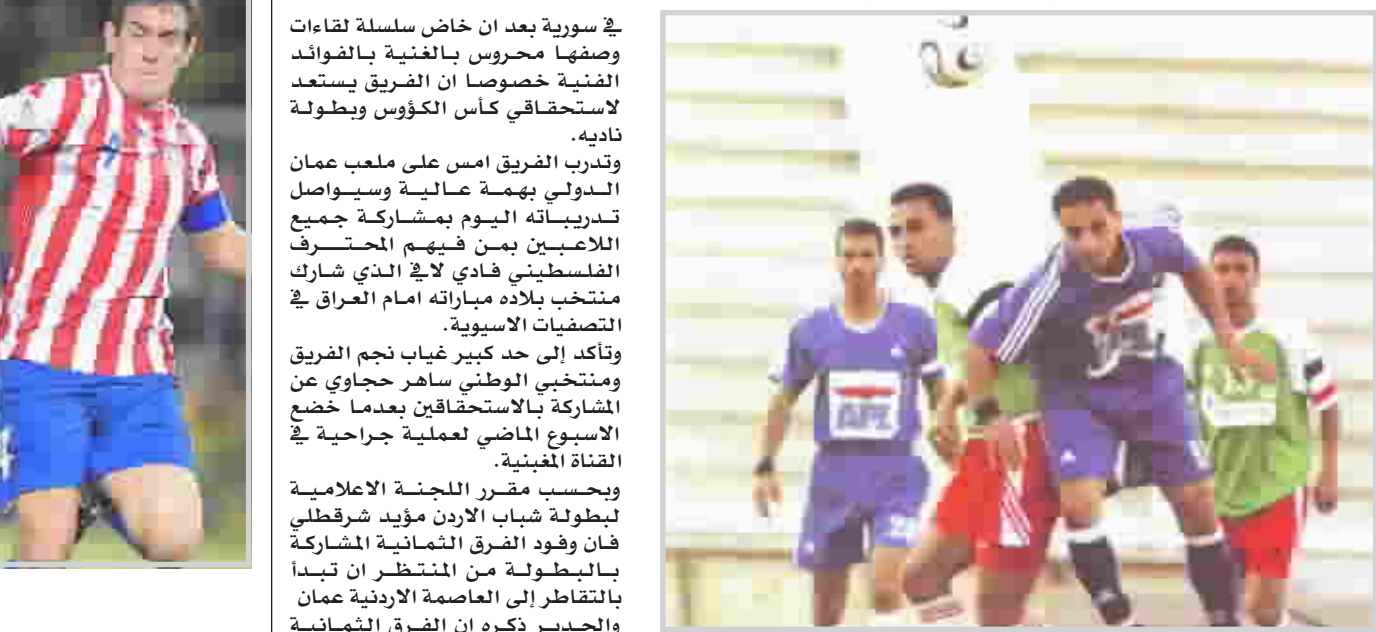 في سورية بعد ان خاض سلسلة لقاءات
وصفها محروس بالغنية بالفوائد
الفنية خصوصا ان الفريق يستعد
لاستحقاقي كأس الكؤوس وبطولة
ناديه.
وتدرب الفريق امس على ملعب عمان
الدولي بهمة عالية وسيواصل
تدريباته اليوم بمشاركة جميع
اللاعبين بمن فيهم المحترف
الفلسطيني فادي لافي الذي شارك
منتخب بلاده مباراته امام العراق في
التصفيات الاسيوية.
وتأكد إلى حد كبير غياب نجم الفريق
ومنتخبي الوطني ساهر حجاوي عن
المشاركة بالاستحقاقين بعدما خضع
الاسبوع الماضي لعملية جراحية في
القناة المغبنية.
وبحسب مقرر اللجنة الاعلامية
لبطولة شباب الاردن مؤيد شرقطلي
فان وفود الفرق الثمانية المشاركة
بالبطولة من المنتظر ان تبدأ
بالتقاطر إلى العاصمة الاردنية عمان
والجدير ذكره ان الفرق الثمانية